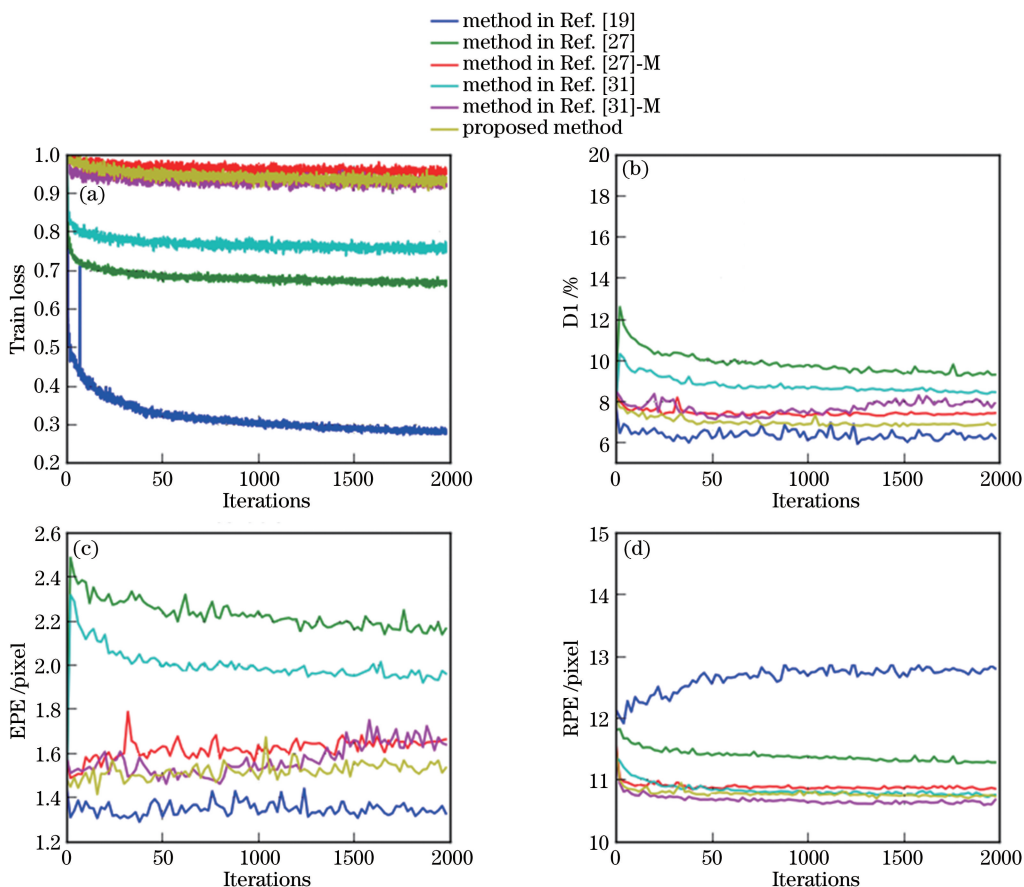 method in Ref. [19]
method in Ref. [27]
method in Ref. [27]-M
method in Ref. [31]
method in Ref. [31]-M
proposed method
(a)
Train loss
1.0
0.9
0.8
0.7
0.6
0.5
0.4
0.3
0.2
0 50 1000 1500 2000
Iterations
(b)
D1 /%
20
18
16
14
12
10
8
6
0 50 1000 1500 2000
Iterations
(c)
EPE /pixel
2.6
2.4
2.2
2.0
1.8
1.6
1.4
1.2
0 50 1000 1500 2000
Iterations
(d)
RPE /pixel
15
14
13
12
11
10
0 50 1000 1500 2000
Iterations